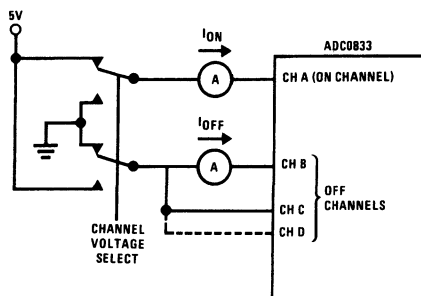 5V
ION
ADC0833
A
CH A (ON CHANNEL)
IOFF
A
CH B
CH C
CH D
OFF
CHANNELS
CHANNEL
VOLTAGE
SELECT